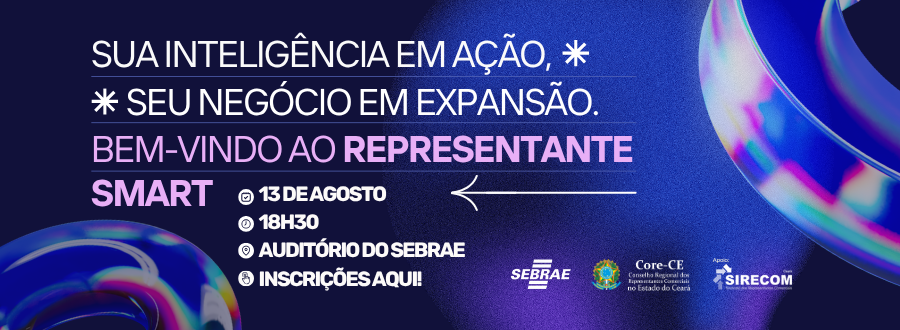 SUA INTELIGÊNCIA EM AÇÃO,
SEU NEGÓCIO EM EXPANSÃO.
BEM-VINDO AO REPRESENTANTE
SMART
13 DE AGOSTO
18H30
AUDITÓRIO DO SEBRAE
INSCRIÇÕES AQUI!
SEBRAE
Core-CE
Conselho Regional dos
Representantes Comerciais
no Estado do Ceará
Apoio:
SIRECOM